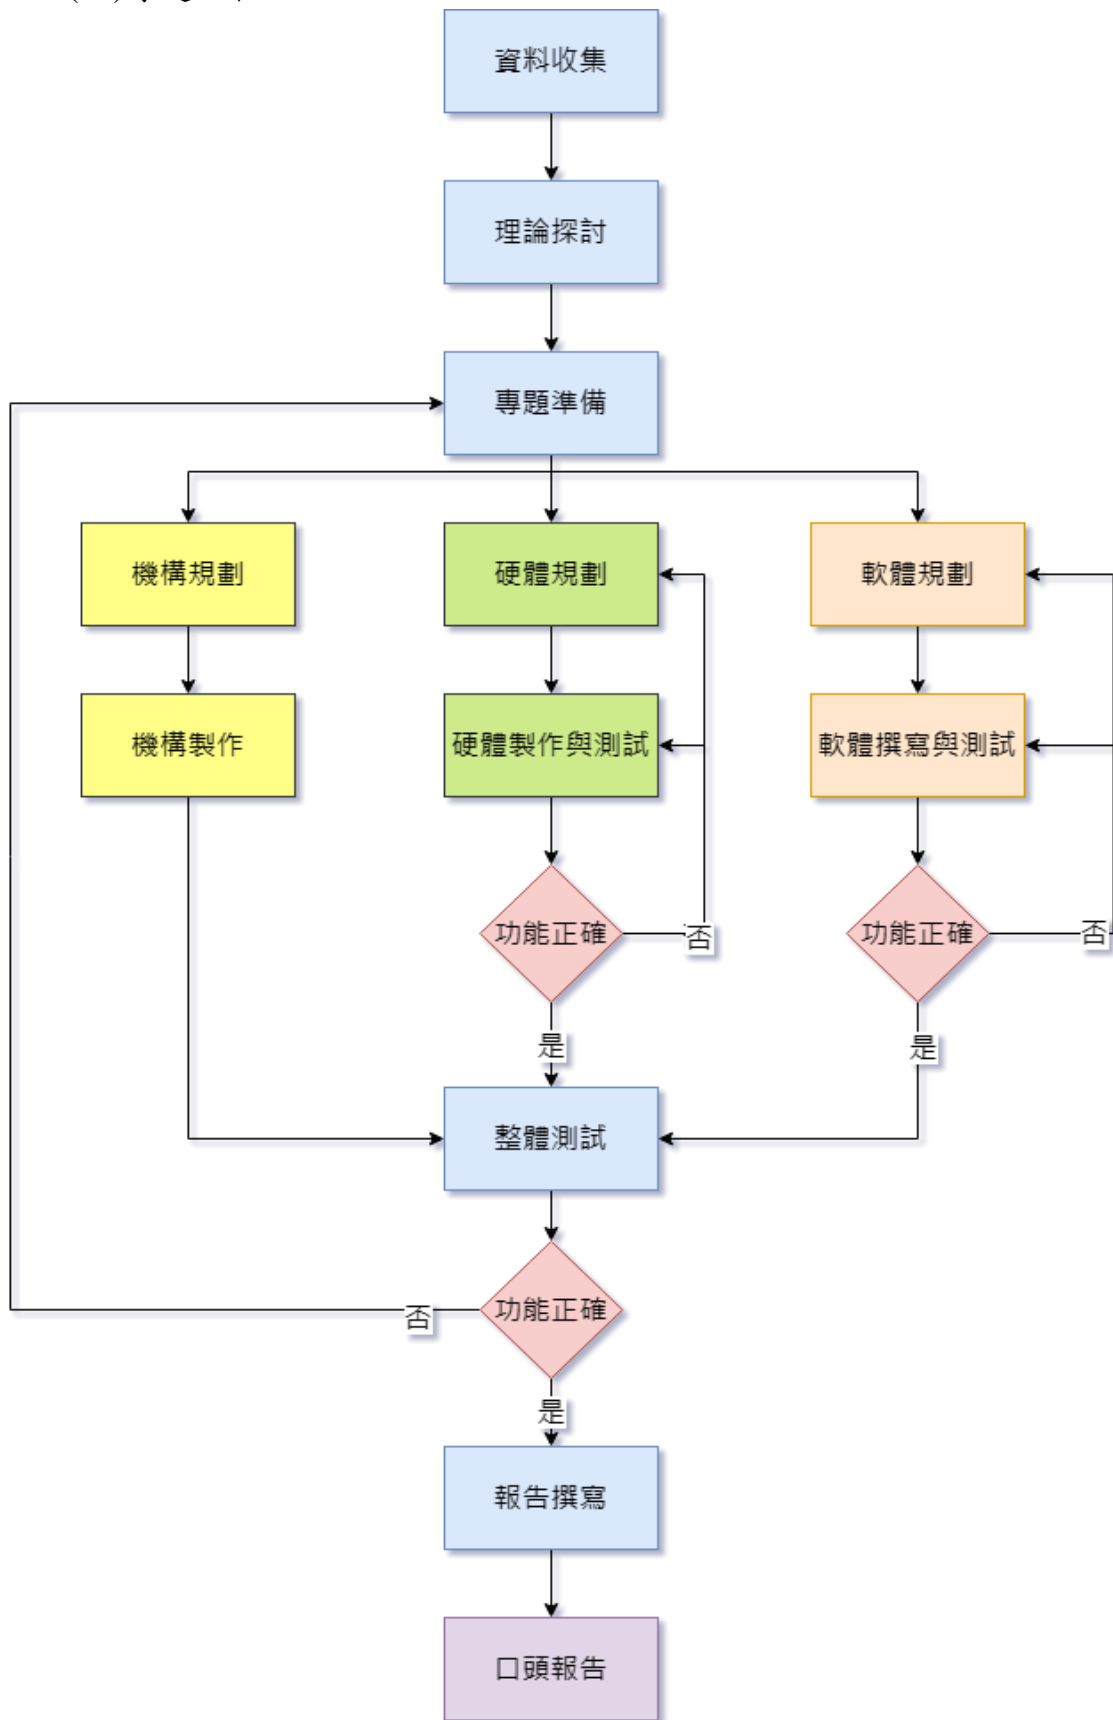 資料收集
理論探討
專題準備
機構規劃
硬體規劃
軟體規劃
機構製作
硬體製作與測試
軟體撰寫與測試
功能正確
否
功能正確
否
是
是
整體測試
功能正確
否
是
報告撰寫
口頭報告